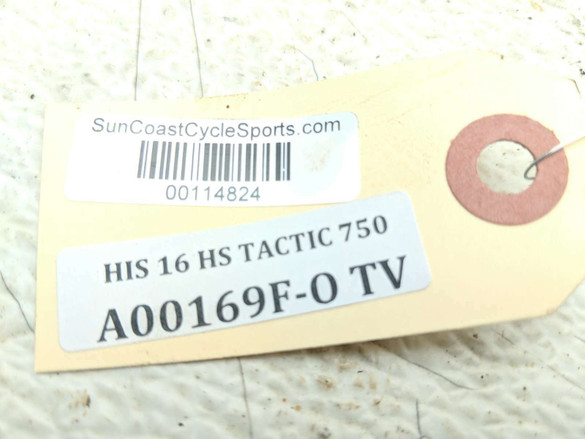 SunCoastCycleSports.com
00114824
HIS 16 HS TACTIC 750
A00169F-O TV